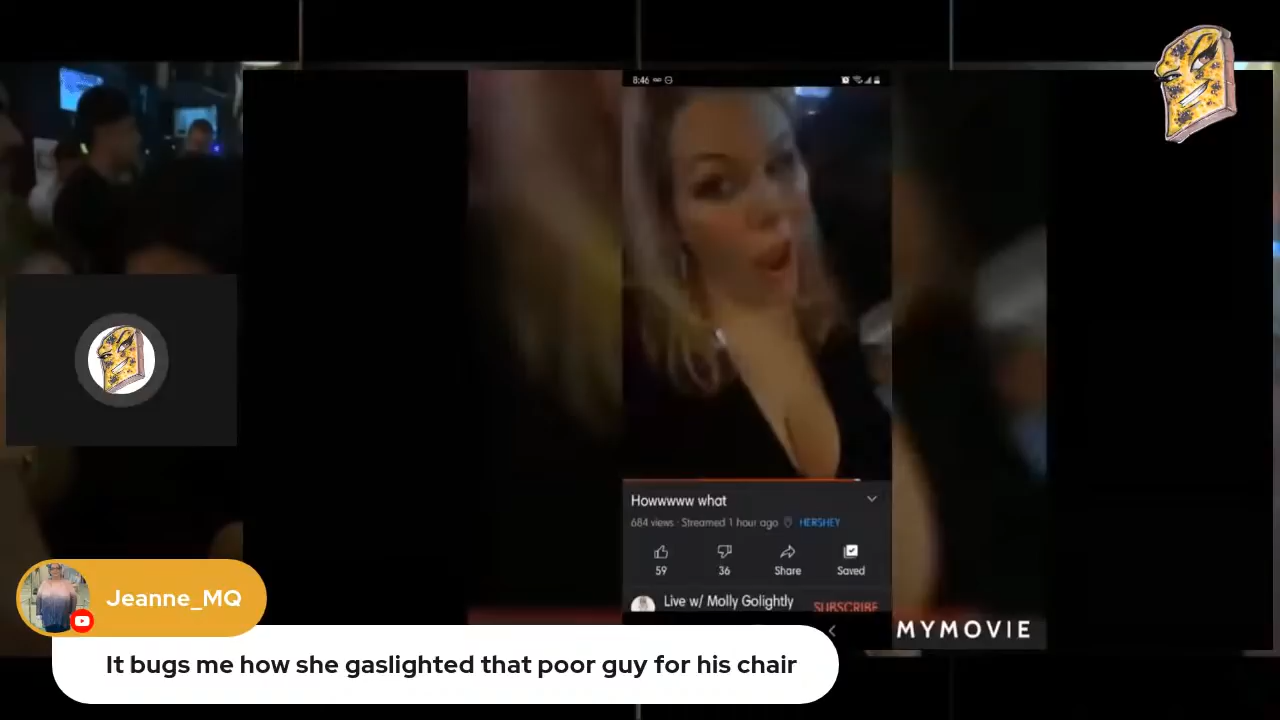 8:46
Howwwww what
684 views · Streamed 1 hour ago HERSHEY
59 36 Share Saved
Live w/ Molly Golightly SUBSCRIBE
MYMOVIE
Jeanne_MQ
It bugs me how she gaslighted that poor guy for his chair